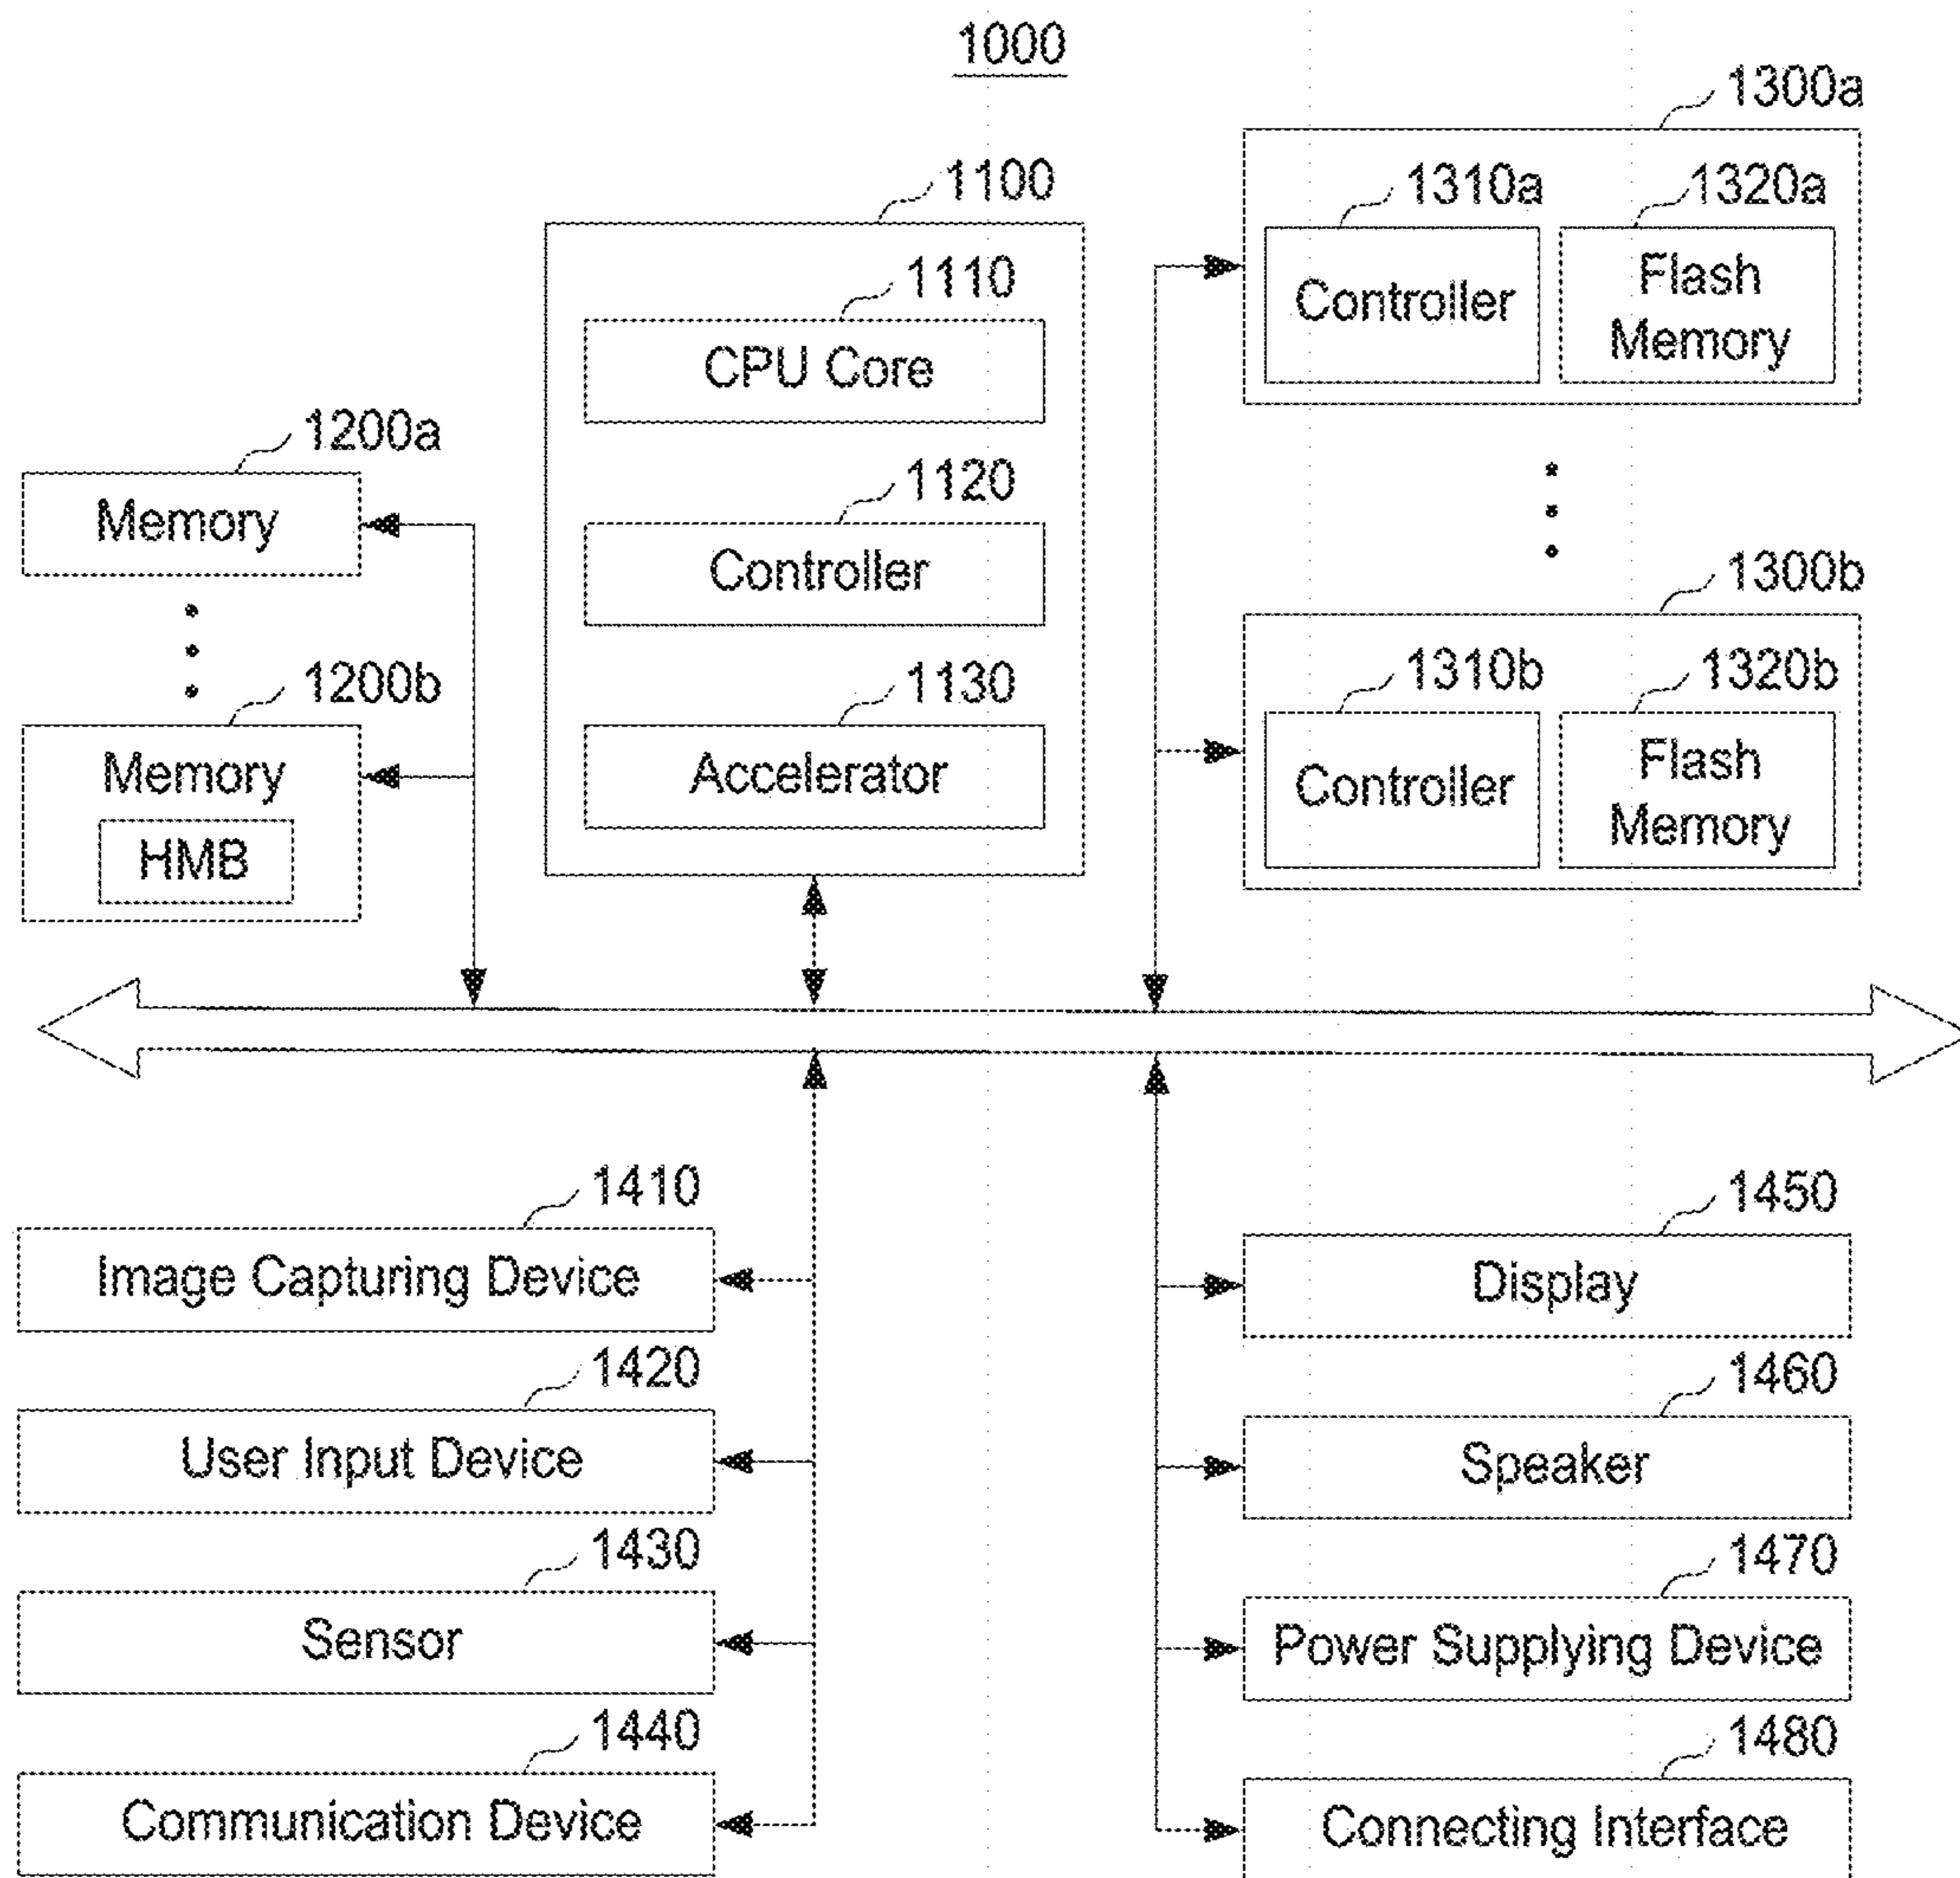 1000
1100
1110
CPU Core
1120
Controller
1130
Accelerator
1200a
Memory
1200b
Memory
HMB
1300a
1310a
Controller
1320a
Flash
Memory
1300b
1310b
Controller
1320b
Flash
Memory
1410
Image Capturing Device
1420
User Input Device
1430
Sensor
1440
Communication Device
1450
Display
1460
Speaker
1470
Power Supplying Device
1480
Connecting Interface